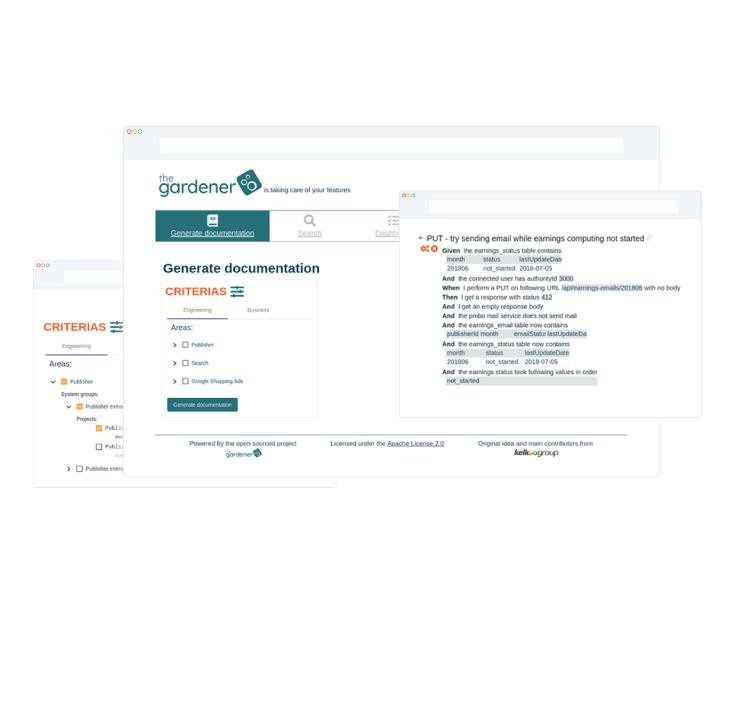 the
gardener is taking care of your features
Generate documentation
Search
Generate documentation
CRITERIAS
Engineering
Business
Areas:
Publisher
Search
Google Shopping Ads
Generate documentation
Powered by the open sourced project
the
gardener
Licensed under the Apache License 2.0
Original idea and main contributors from
kelkoogroup
CRITERIAS
Engineering
Areas:
Publisher
System groups:
Publisher
Projects:
Publisher
PUT - try sending email while earnings computing not started
Given the earnings_status table contains
month status lastUpdateDate
201806 not_started 2018-07-05
And the connected user has authorityId 3000
When I perform a PUT on following URL /api/earnings-emails/201806 with no body
Then I get a response with status 412
And I get an empty response body
And the pmbo mail service does not send mail
And the earnings_email table now contains
publisherId month emailStatus lastUpdateDa
And the earnings_status table now contains
month status lastUpdateDate
201806 not_started 2018-07-05
And the earnings status took following values in order
not_started